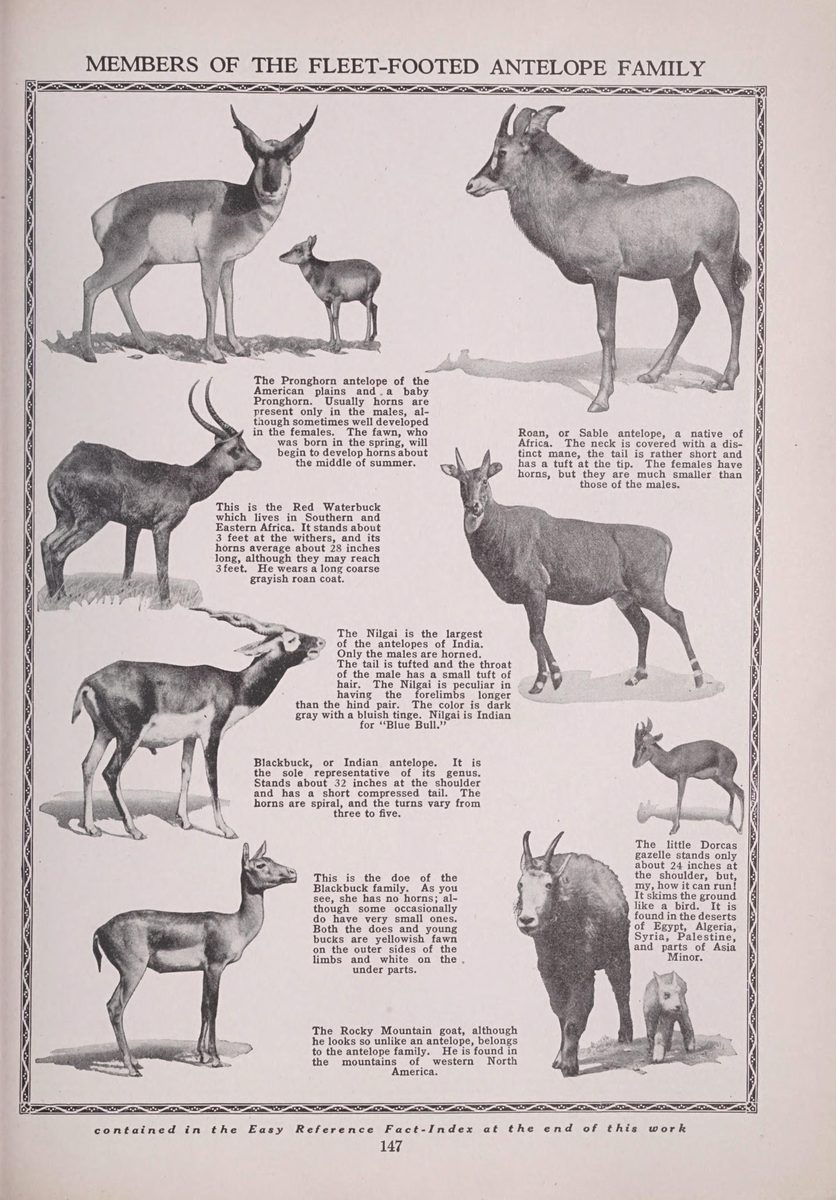 MEMBERS OF THE FLEET-FOOTED ANTELOPE FAMILY
The Pronghorn antelope of the
American plains and a baby
Pronghorn. Usually horns are
present only in the males, al-
though sometimes well developed
in the females. The fawn, who
was born in the spring, will
begin to develop horns about
the middle of summer.
Roan, or Sable antelope, a native of
Africa. The neck is covered with a dis-
tinct mane, the tail is rather short and
has a tuft at the tip. The females have
horns, but they are much smaller than
those of the males.
This is the Red Waterbuck
which lives in Southern and
Eastern Africa. It stands about
3 feet at the withers, and its
horns average about 28 inches
long, although they may reach
3 feet. He wears a long coarse
grayish roan coat.
The Nilgai is the largest
of the antelopes of India.
Only the males are horned.
The tail is tufted and the throat
of the male has a small tuft of
hair. The Nilgai is peculiar in
having the forelimbs longer
than the hind pair. The color is dark
gray with a bluish tinge. Nilgai is Indian
for "Blue Bull."
Blackbuck, or Indian antelope. It is
the sole representative of its genus.
Stands about 32 inches at the shoulder
and has a short compressed tail. The
horns are spiral, and the turns vary from
three to five.
The little Dorcas
gazelle stands only
about 24 inches at
the shoulder, but,
my, how it can run!
It skims the ground
like a bird. It is
found in the deserts
of Egypt, Algeria,
Syria, Palestine,
and parts of Asia
Minor.
This is the doe of the
Blackbuck family. As you
see, she has no horns; al-
though some occasionally
do have very small ones.
Both the does and young
bucks are yellowish fawn
on the outer sides of the
limbs and white on the
under parts.
The Rocky Mountain goat, although
he looks so unlike an antelope, belongs
to the antelope family. He is found in
the mountains of western North
America.
contained in the Easy Reference Fact-Index at the end of this work
147